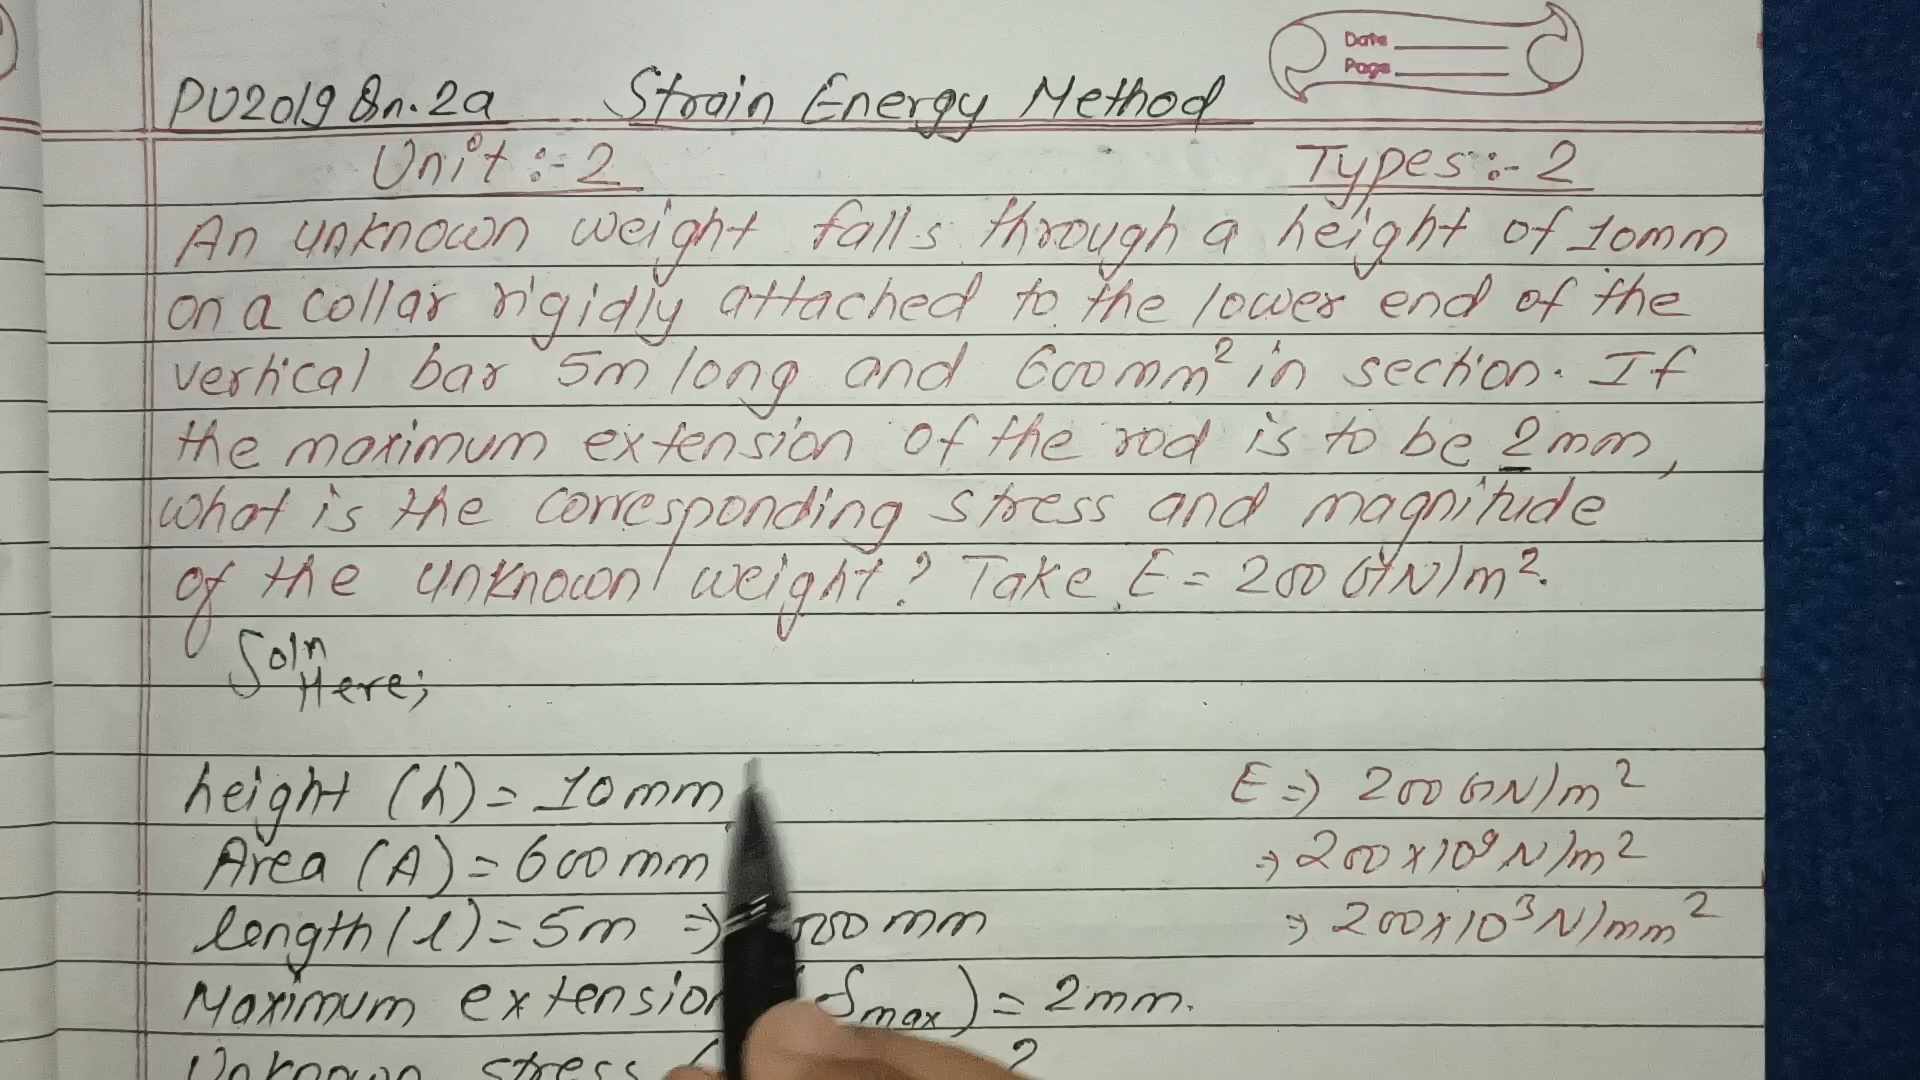 Date
Page
PU2019 Qn.2a Strain Energy Method
Unit :- 2 Types :- 2
An unknown weight falls through a height of 10mm
on a collar rigidly attached to the lower end of the
vertical bar 5m long and 600mm² in section. If
the maximum extension of the rod is to be 2mm,
what is the corresponding stress and magnitude
of the unknown weight? Take E = 200 GN/m².
Soln
Here;
height (h) = 10mm E ⇒ 200 GN/m²
Area (A) = 600mm ⇒ 200×10⁹ N/m²
length (l) = 5m ⇒ 000mm ⇒ 200×10³ N/mm²
Maximum extension δmax) = 2mm.
Unknown stress ( ?